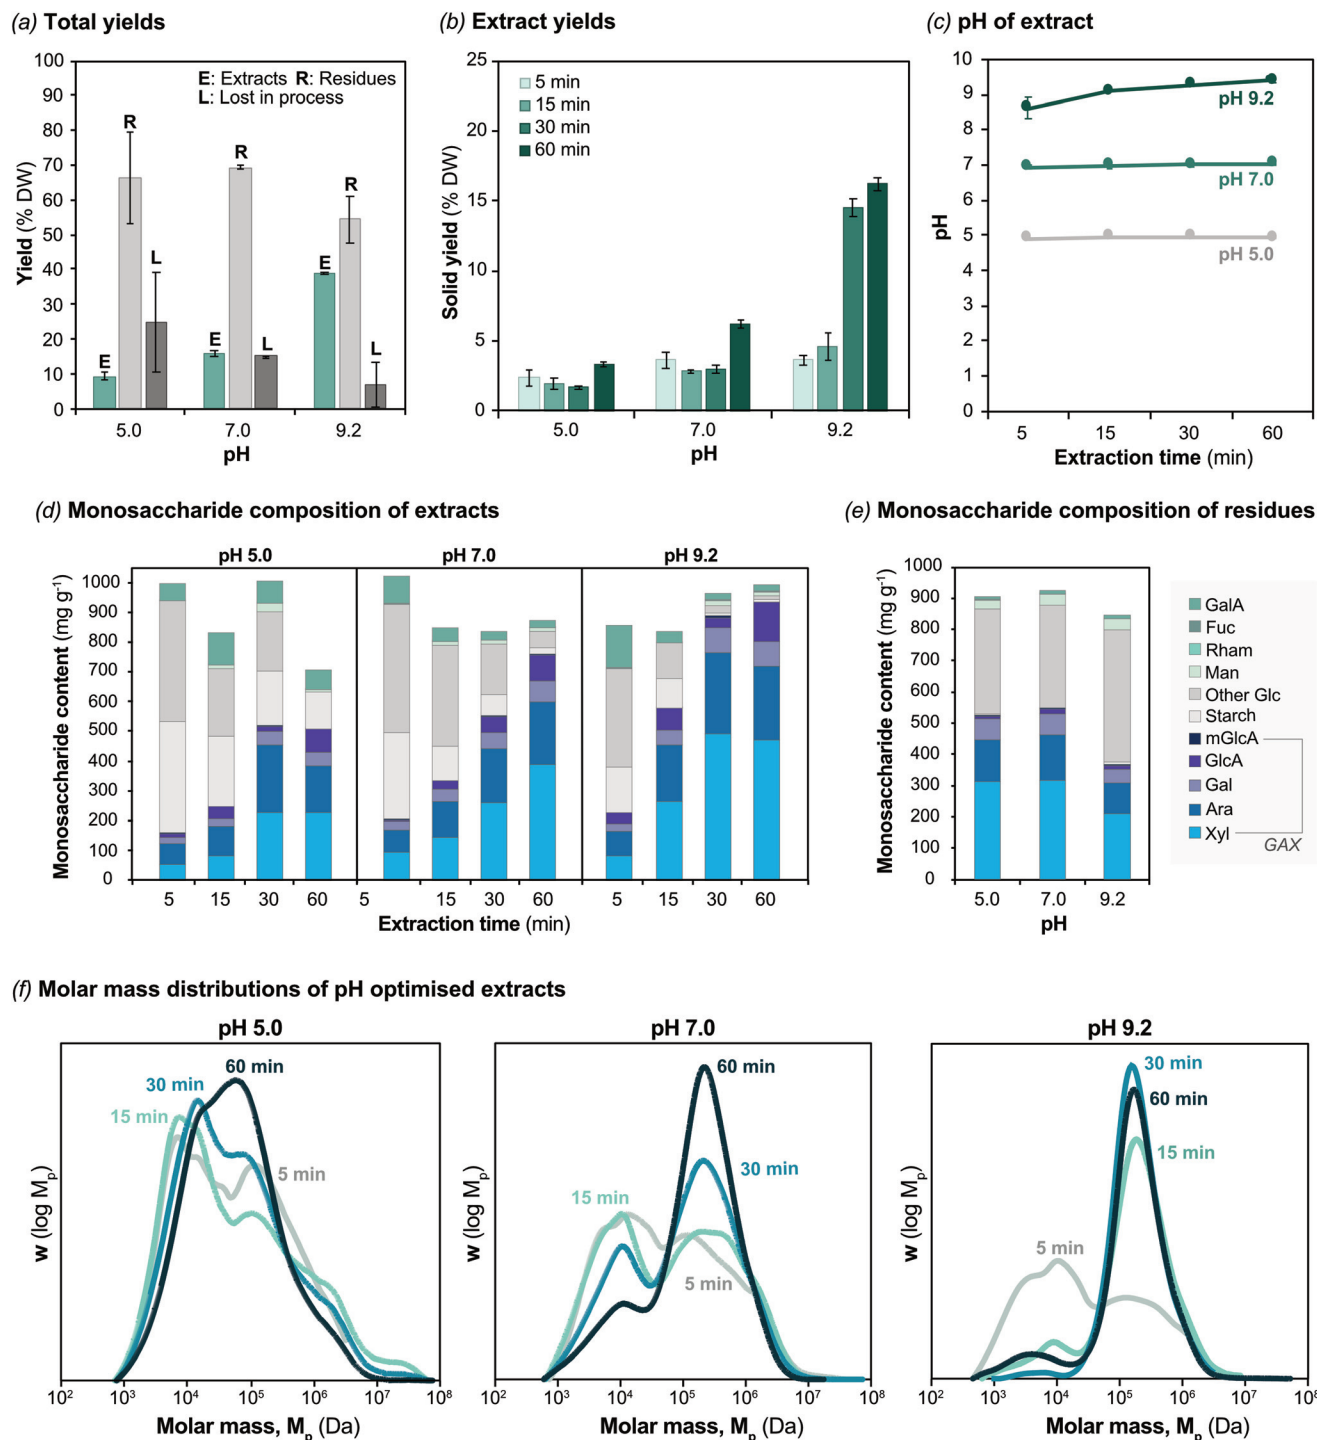 (a) Total yields
100
90
80
70
60
50
40
30
20
10
0
Yield (% DW)
E: Extracts R: Residues
L: Lost in process
E
R
L
E
R
L
E
R
L
5.0 7.0 9.2
pH
(b) Extract yields
25
20
15
10
5
0
Solid yield (% DW)
5 min
15 min
30 min
60 min
5.0 7.0 9.2
pH
(c) pH of extract
10
9
8
7
6
5
4
3
2
1
0
pH
pH 9.2
pH 7.0
pH 5.0
5 15 30 60
Extraction time (min)
(d) Monosaccharide composition of extracts
pH 5.0 pH 7.0 pH 9.2
1000
900
800
700
600
500
400
300
200
100
0
Monosaccharide content (mg g⁻¹)
5 15 30 60 5 15 30 60 5 15 30 60
Extraction time (min)
(e) Monosaccharide composition of residues
1000
900
800
700
600
500
400
300
200
100
0
Monosaccharide content (mg g⁻¹)
5.0 7.0 9.2
pH
GalA
Fuc
Rham
Man
Other Glc
Starch
mGlcA
GlcA
Gal
Ara
Xyl
GAX
(f) Molar mass distributions of pH optimised extracts
pH 5.0
w (log Mₚ)
60 min
30 min
15 min
5 min
10² 10³ 10⁴ 10⁵ 10⁶ 10⁷ 10⁸
Molar mass, Mₚ (Da)
pH 7.0
w (log Mₚ)
60 min
30 min
15 min
5 min
10² 10³ 10⁴ 10⁵ 10⁶ 10⁷ 10⁸
Molar mass, Mₚ (Da)
pH 9.2
w (log Mₚ)
30 min
60 min
15 min
5 min
10² 10³ 10⁴ 10⁵ 10⁶ 10⁷ 10⁸
Molar mass, Mₚ (Da)